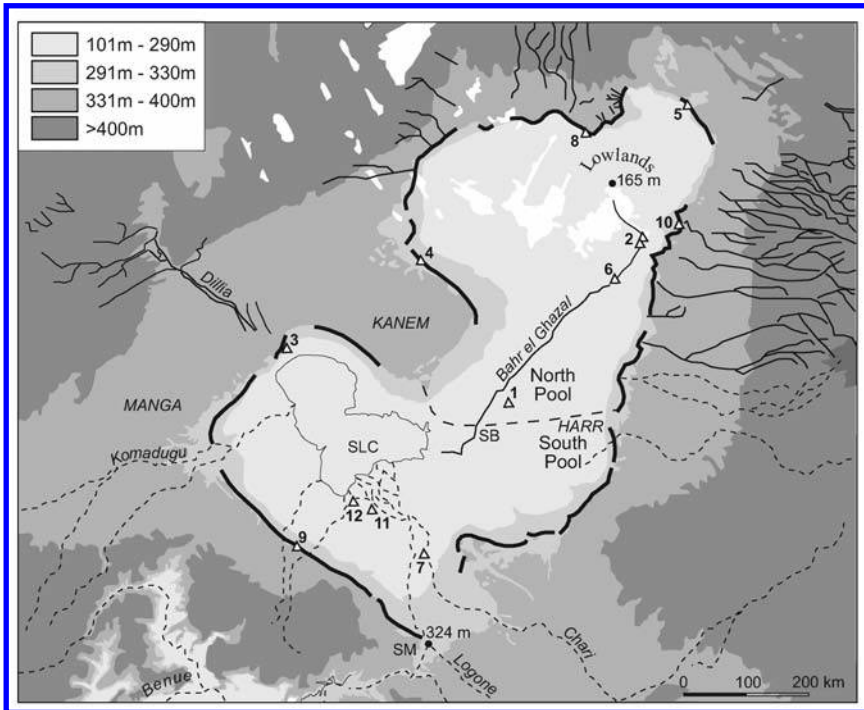 101m - 290m
291m - 330m
331m - 400m
>400m
5
8
Lowlands
165 m
10
2
4
6
Dillia
KANEM
Bahr el Ghazal
3
North
Pool
1
MANGA
HARR
SB
South
Pool
SLC
Komadugu
12
11
9
7
324 m
SM
Chari
Logone
Benue
0 100 200 km